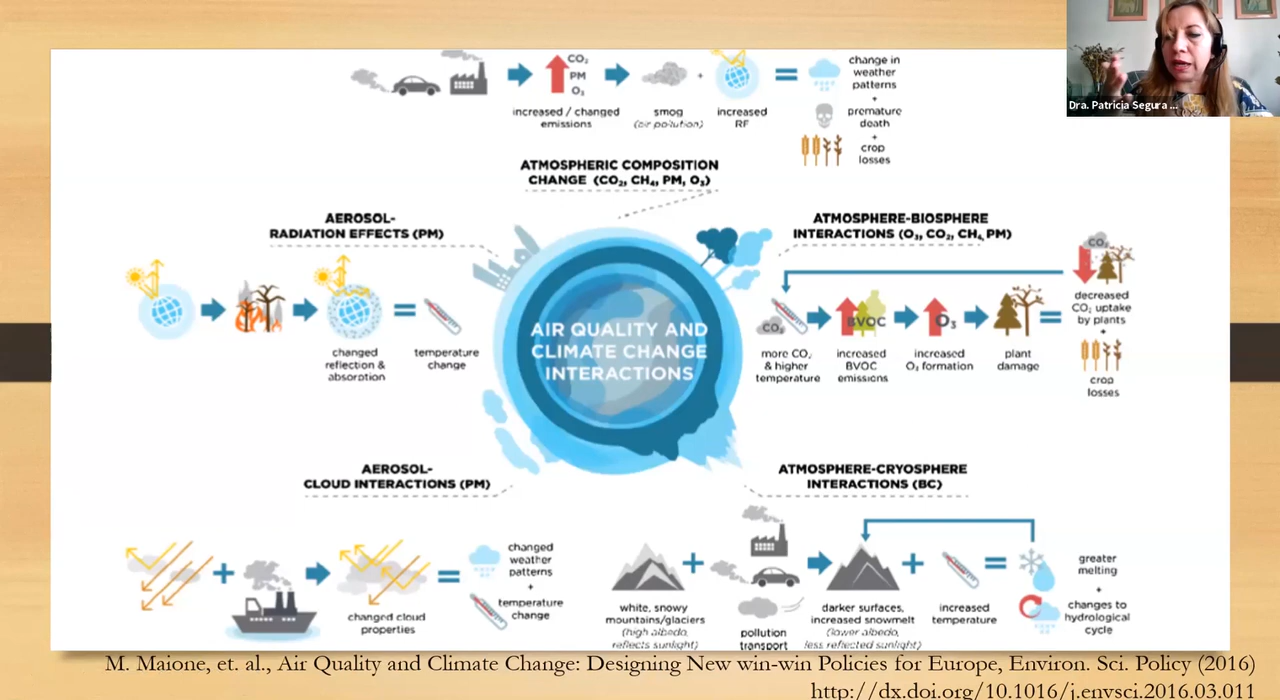 Dra. Patricia Segura ...
CO₂
PM
O₃
increased / changed
emissions
smog
(air pollution)
+
increased
RF
=
change in
weather
patterns
+
premature
death
+
crop
losses
ATMOSPHERIC COMPOSITION
CHANGE (CO₂, CH₄, PM, O₃)
AEROSOL-
RADIATION EFFECTS (PM)
=
changed
reflection &
absorption
temperature
change
ATMOSPHERE-BIOSPHERE
INTERACTIONS (O₃, CO₂, CH₄, PM)
CO₂
BVOC
O₃
=
CO₂
more CO₂
& higher
temperature
increased
BVOC
emissions
increased
O₃ formation
plant
damage
decreased
CO₂ uptake
by plants
+
crop
losses
AIR QUALITY AND
CLIMATE CHANGE
INTERACTIONS
AEROSOL-
CLOUD INTERACTIONS (PM)
+
changed cloud
properties
=
changed
weather
patterns
+
temperature
change
ATMOSPHERE-CRYOSPHERE
INTERACTIONS (BC)
+
white, snowy
mountains/glaciers
(high albedo,
reflects sunlight)
pollution
transport
darker surfaces,
increased snowmelt
(lower albedo,
less reflected sunlight)
+
increased
temperature
=
greater
melting
+
changes to
hydrological
cycle
M. Maione, et. al., Air Quality and Climate Change: Designing New win-win Policies for Europe, Environ. Sci. Policy (2016)
http://dx.doi.org/10.1016/j.envsci.2016.03.011